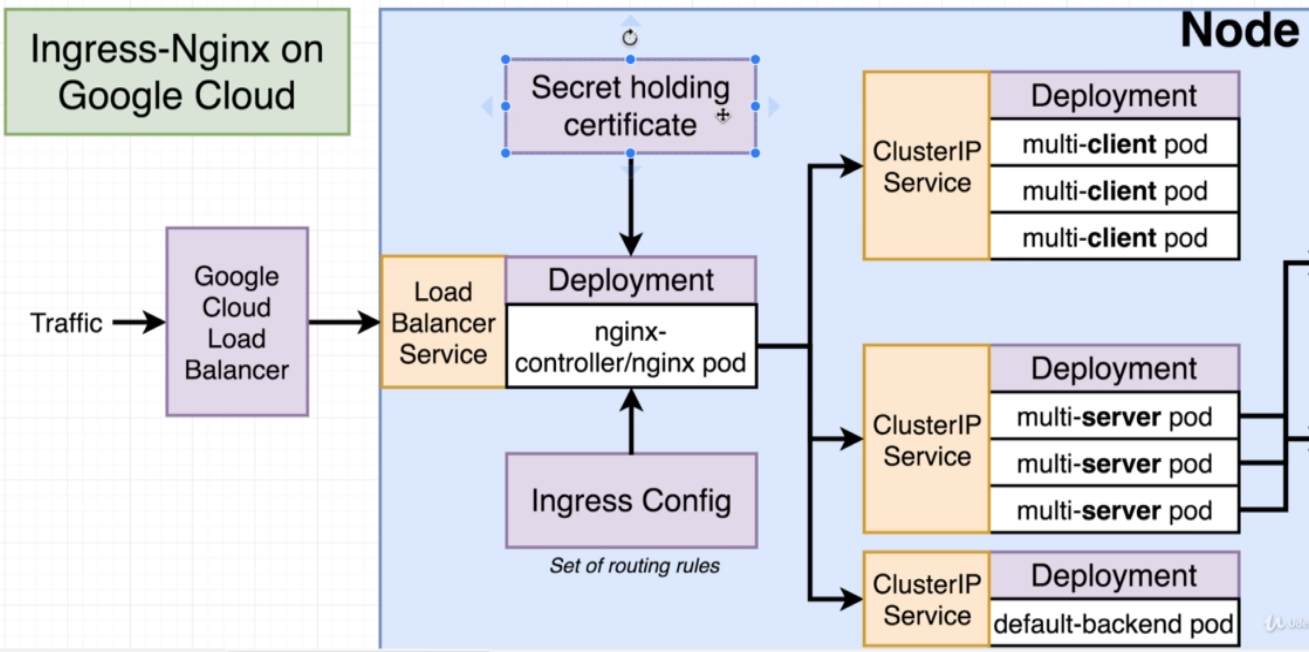 Ingress-Nginx on
Google Cloud
Node
Secret holding
certificate
Traffic
Google
Cloud
Load
Balancer
Load
Balancer
Service
Deployment
nginx-
controller/nginx pod
Ingress Config
Set of routing rules
ClusterIP
Service
Deployment
multi-client pod
multi-client pod
multi-client pod
ClusterIP
Service
Deployment
multi-server pod
multi-server pod
multi-server pod
ClusterIP
Service
Deployment
default-backend pod